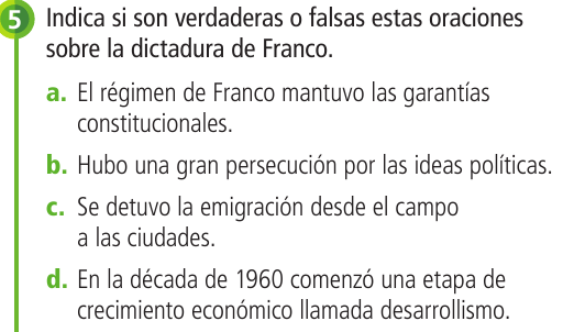 5 Indica si son verdaderas o falsas estas oraciones
sobre la dictadura de Franco.
a. El régimen de Franco mantuvo las garantías
constitucionales.
b. Hubo una gran persecución por las ideas políticas.
c. Se detuvo la emigración desde el campo
a las ciudades.
d. En la década de 1960 comenzó una etapa de
crecimiento económico llamada desarrollismo.